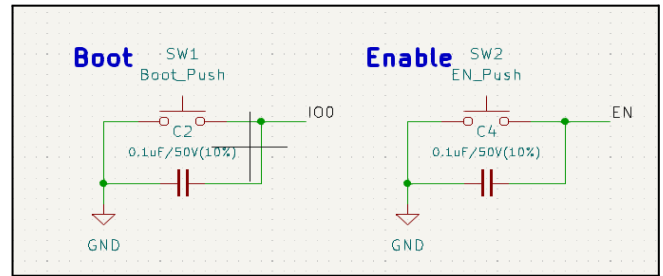 Boot
SW1
Boot_Push
IO0
C2
0.1uF/50V(10%)
GND
Enable
SW2
EN_Push
EN
C4
0.1uF/50V(10%)
GND